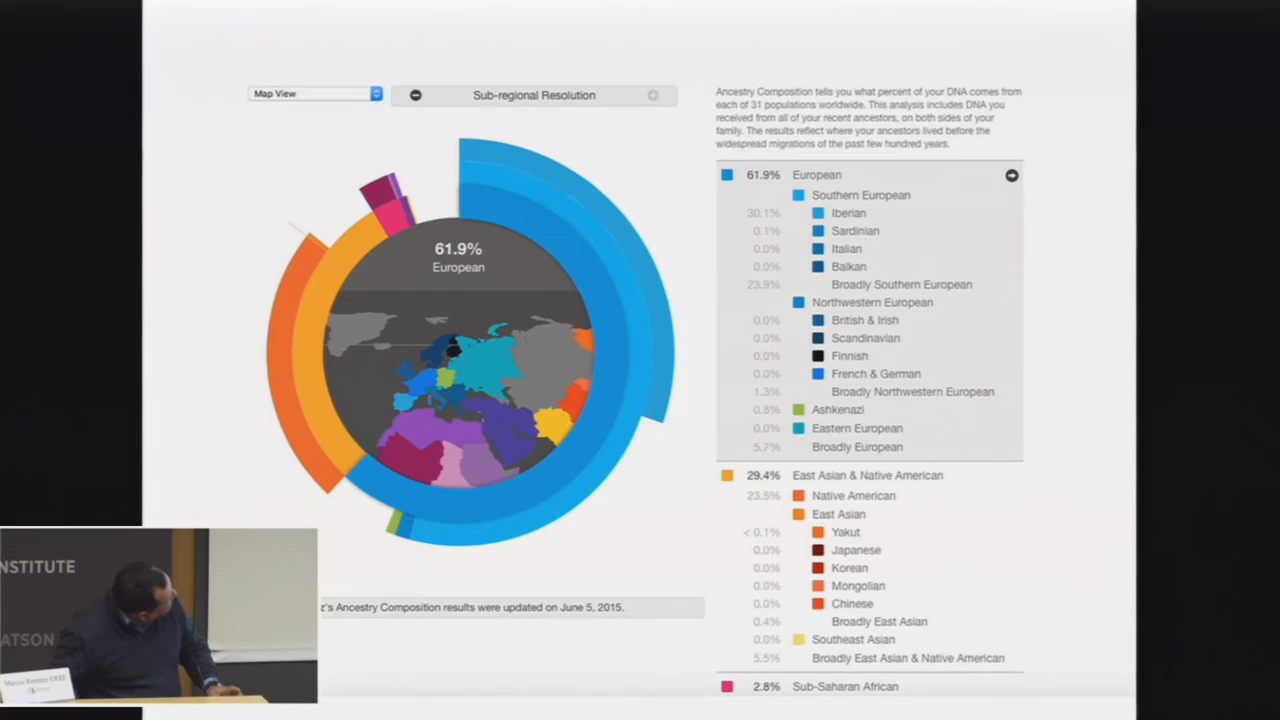 Map View
Sub-regional Resolution
Ancestry Composition tells you what percent of your DNA comes from
each of 31 populations worldwide. This analysis includes DNA you
received from all of your recent ancestors, on both sides of your
family. The results reflect where your ancestors lived before the
widespread migrations of the past few hundred years.
61.9%
European
61.9% European
Southern European
30.1% Iberian
0.1% Sardinian
0.0% Italian
0.0% Balkan
23.9% Broadly Southern European
Northwestern European
0.0% British & Irish
0.0% Scandinavian
0.0% Finnish
0.0% French & German
1.3% Broadly Northwestern European
0.8% Ashkenazi
0.0% Eastern European
5.7% Broadly European
29.4% East Asian & Native American
23.5% Native American
East Asian
< 0.1% Yakut
0.0% Japanese
0.0% Korean
0.0% Mongolian
0.0% Chinese
0.4% Broadly East Asian
0.0% Southeast Asian
5.5% Broadly East Asian & Native American
2.8% Sub-Saharan African
z's Ancestry Composition results were updated on June 5, 2015.
NSTITUTE
ATSON
Marcos Ramírez ERRE